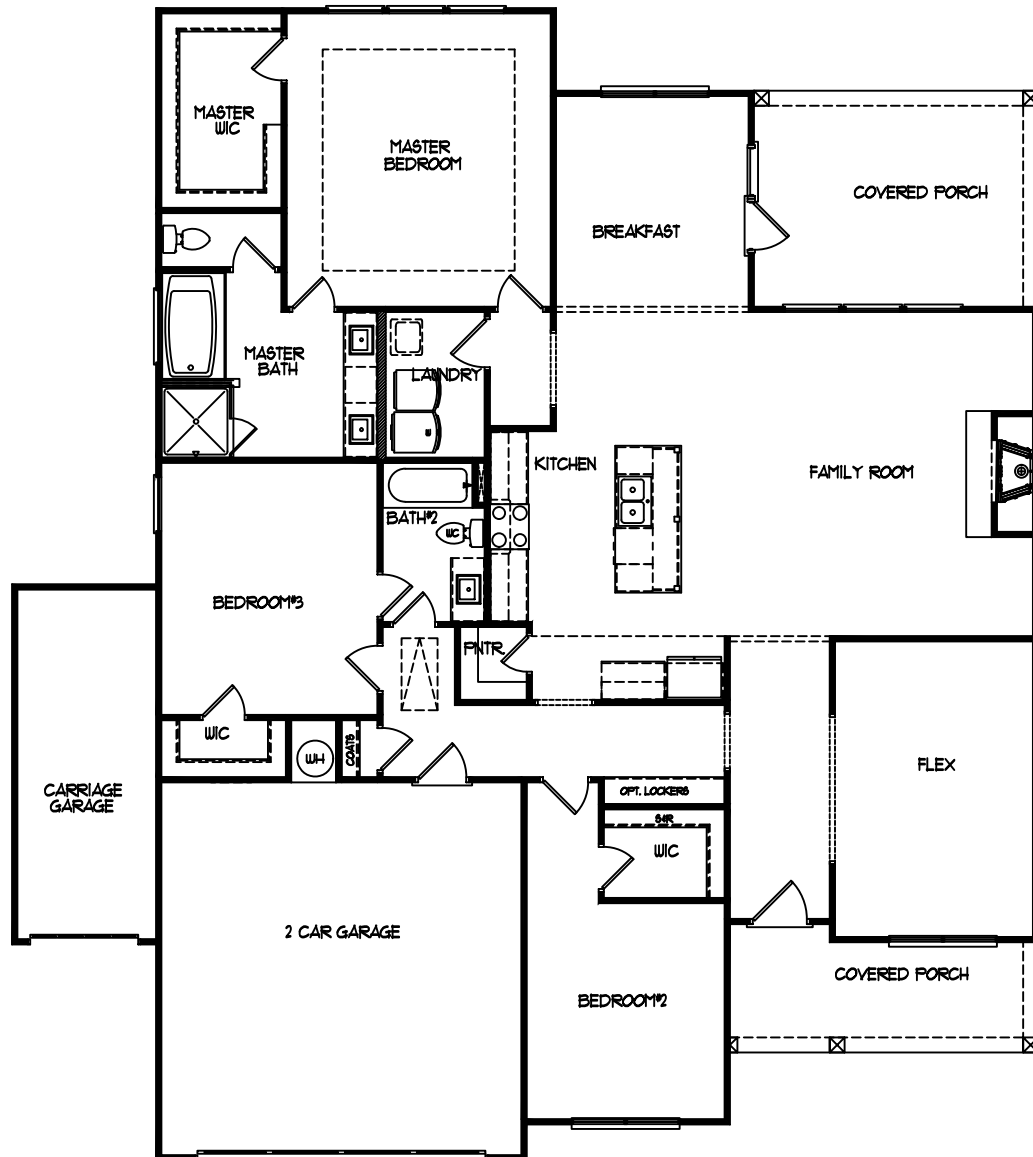 MASTER
WIC
MASTER
BEDROOM
COVERED PORCH
BREAKFAST
MASTER
BATH
LAUNDRY
KITCHEN
FAMILY ROOM
BATH#2
WC
BEDROOM#3
PNTR.
WIC
WH
COATS
FLEX
CARRIAGE
GARAGE
OPT. LOCKERS
S&R
WIC
2 CAR GARAGE
COVERED PORCH
BEDROOM#2